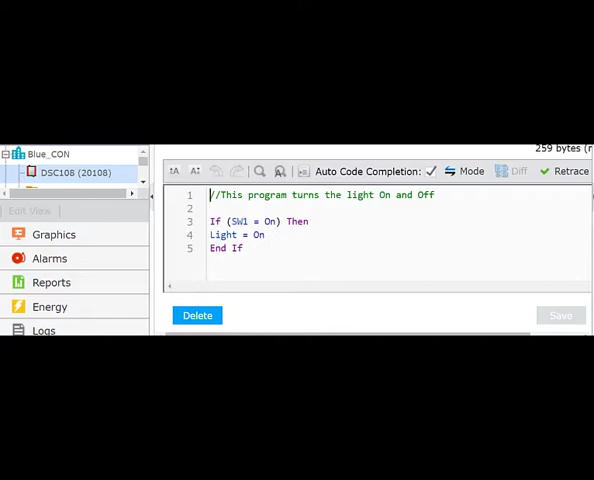 259 bytes (r
Blue_CON
DSC108 (20108)
Edit View
Graphics
Alarms
Reports
Energy
Logs
Auto Code Completion: Mode Diff Retrace
1 //This program turns the light On and Off
2
3 If (SW1 = On) Then
4 Light = On
5 End If
Delete Save